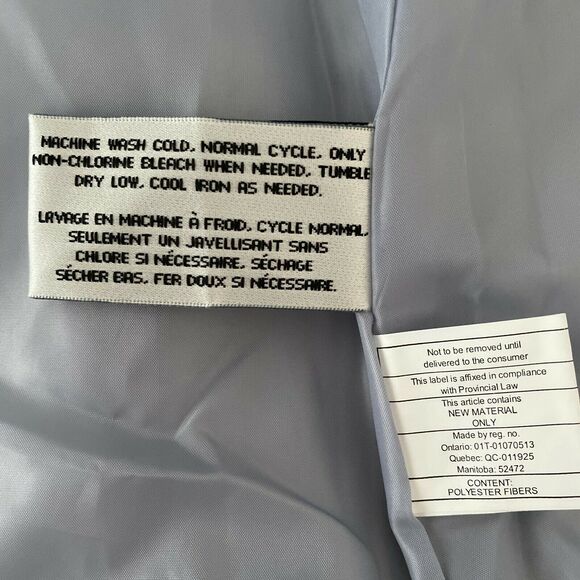 MACHINE WASH COLD, NORMAL CYCLE, ONLY
NON-CHLORINE BLEACH WHEN NEEDED, TUMBLE
DRY LOW, COOL IRON AS NEEDED.
LAVAGE EN MACHINE À FROID, CYCLE NORMAL,
SEULEMENT UN JAVELLISANT SANS
CHLORE SI NÉCESSAIRE, SÉCHAGE
SÉCHER BAS, FER DOUX SI NÉCESSAIRE.
Not to be removed until
delivered to the consumer
This label is affixed in compliance
with Provincial Law
This article contains
NEW MATERIAL
ONLY
Made by reg. no.
Ontario: 01T-01070513
Quebec: QC-011925
Manitoba: 52472
CONTENT:
POLYESTER FIBERS